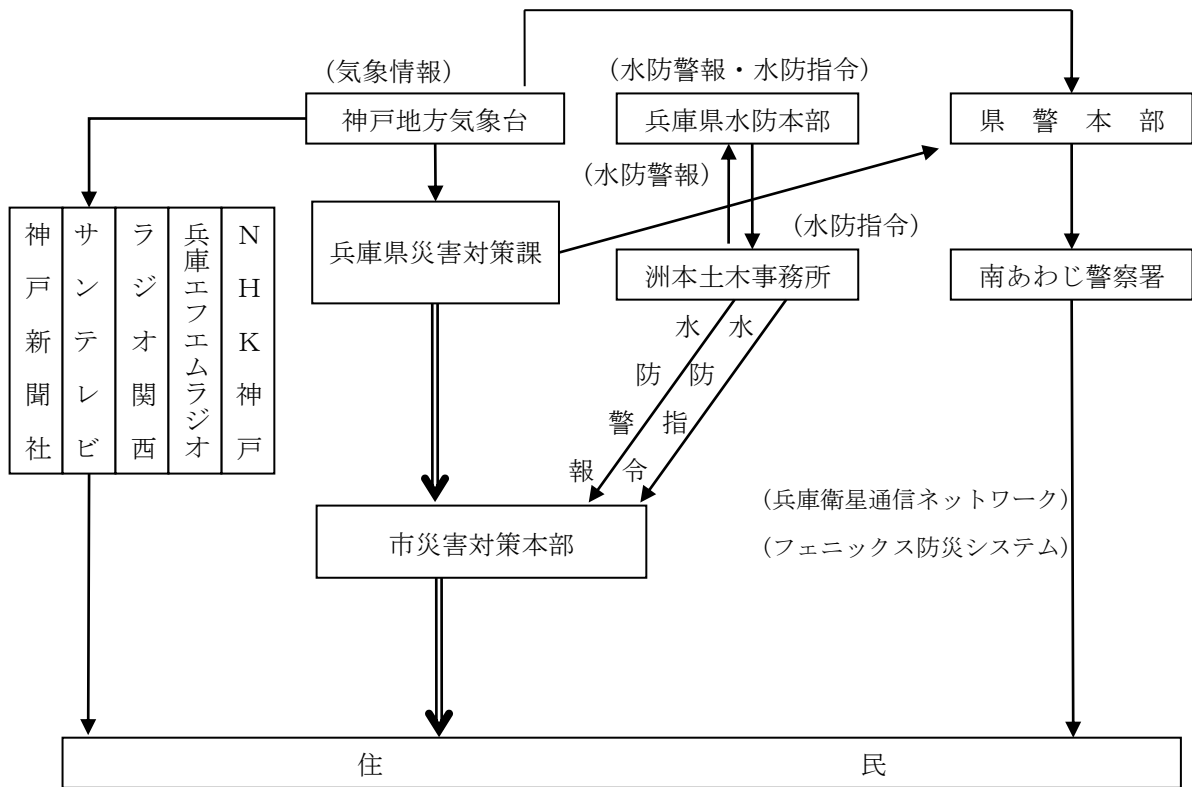 (気象情報)
(水防警報・水防指令)
神戸地方気象台
兵庫県水防本部
県警本部
(水防警報)
神戸新聞社
サンテレビ
ラジオ関西
兵庫エフエムラジオ
NHK神戸
兵庫県災害対策課
(水防指令)
洲本土木事務所
南あわじ警察署
水防警報
水防指令
(兵庫衛星通信ネットワーク)
(フェニックス防災システム)
市災害対策本部
住民